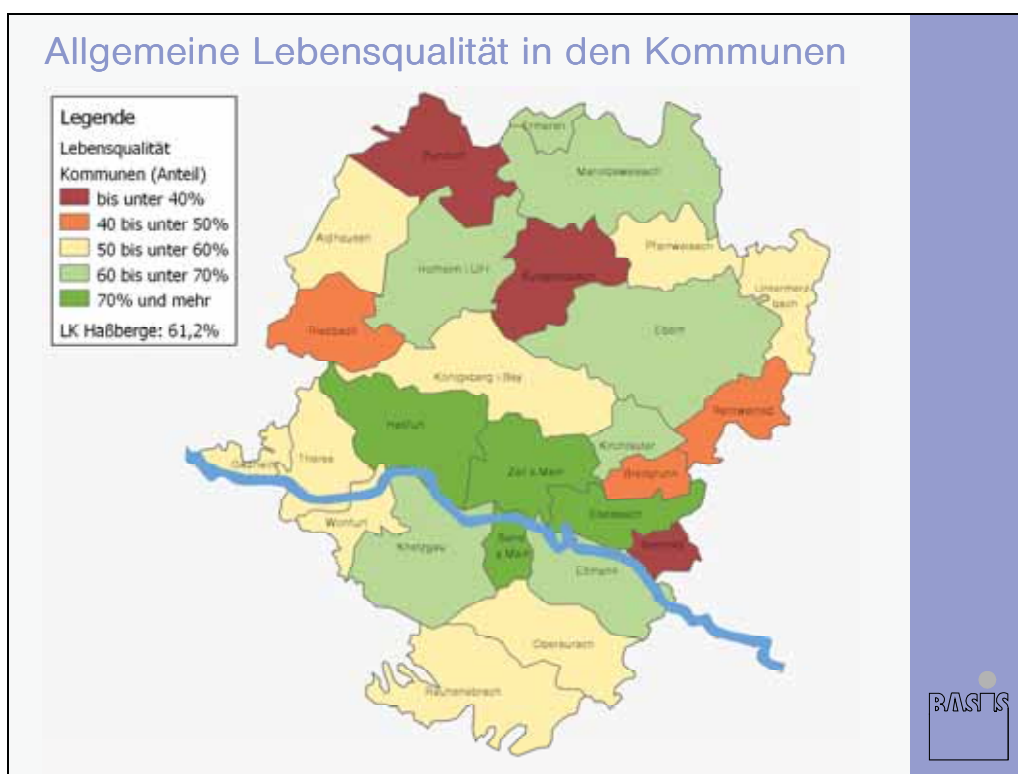 Allgemeine Lebensqualität in den Kommunen
Legende
Lebensqualität
Kommunen (Anteil)
bis unter 40%
40 bis unter 50%
50 bis unter 60%
60 bis unter 70%
70% und mehr
LK Haßberge: 61,2%
Ermershausen
Maroldsweisach
Aidhausen
Pfarrweisach
Hofheim i.UFr
Ebern
Riedbach
Königsberg i.Bay
Haßfurt
Kirchlauter
Theres
Zeil a.Main
Breitbrunn
Wonfurt
Knetzgau
Sand
a.Main
Eltmann
Oberaurach
Rauhenebrach
BASIS